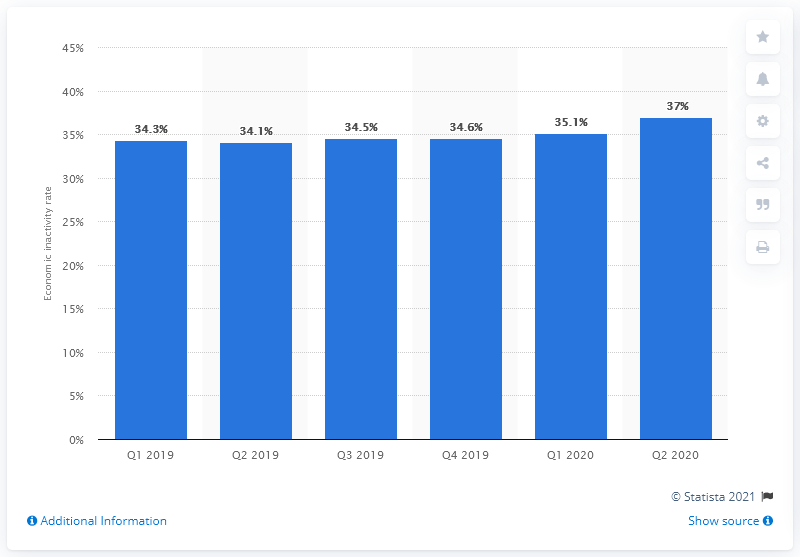 45%
40%
35%
30%
25%
20%
15%
10%
5%
0%
Economic inactivity rate
34.3%
34.1%
34.5%
34.6%
35.1%
37%
Q1 2019
Q2 2019
Q3 2019
Q4 2019
Q1 2020
Q2 2020
© Statista 2021
Additional Information
Show source